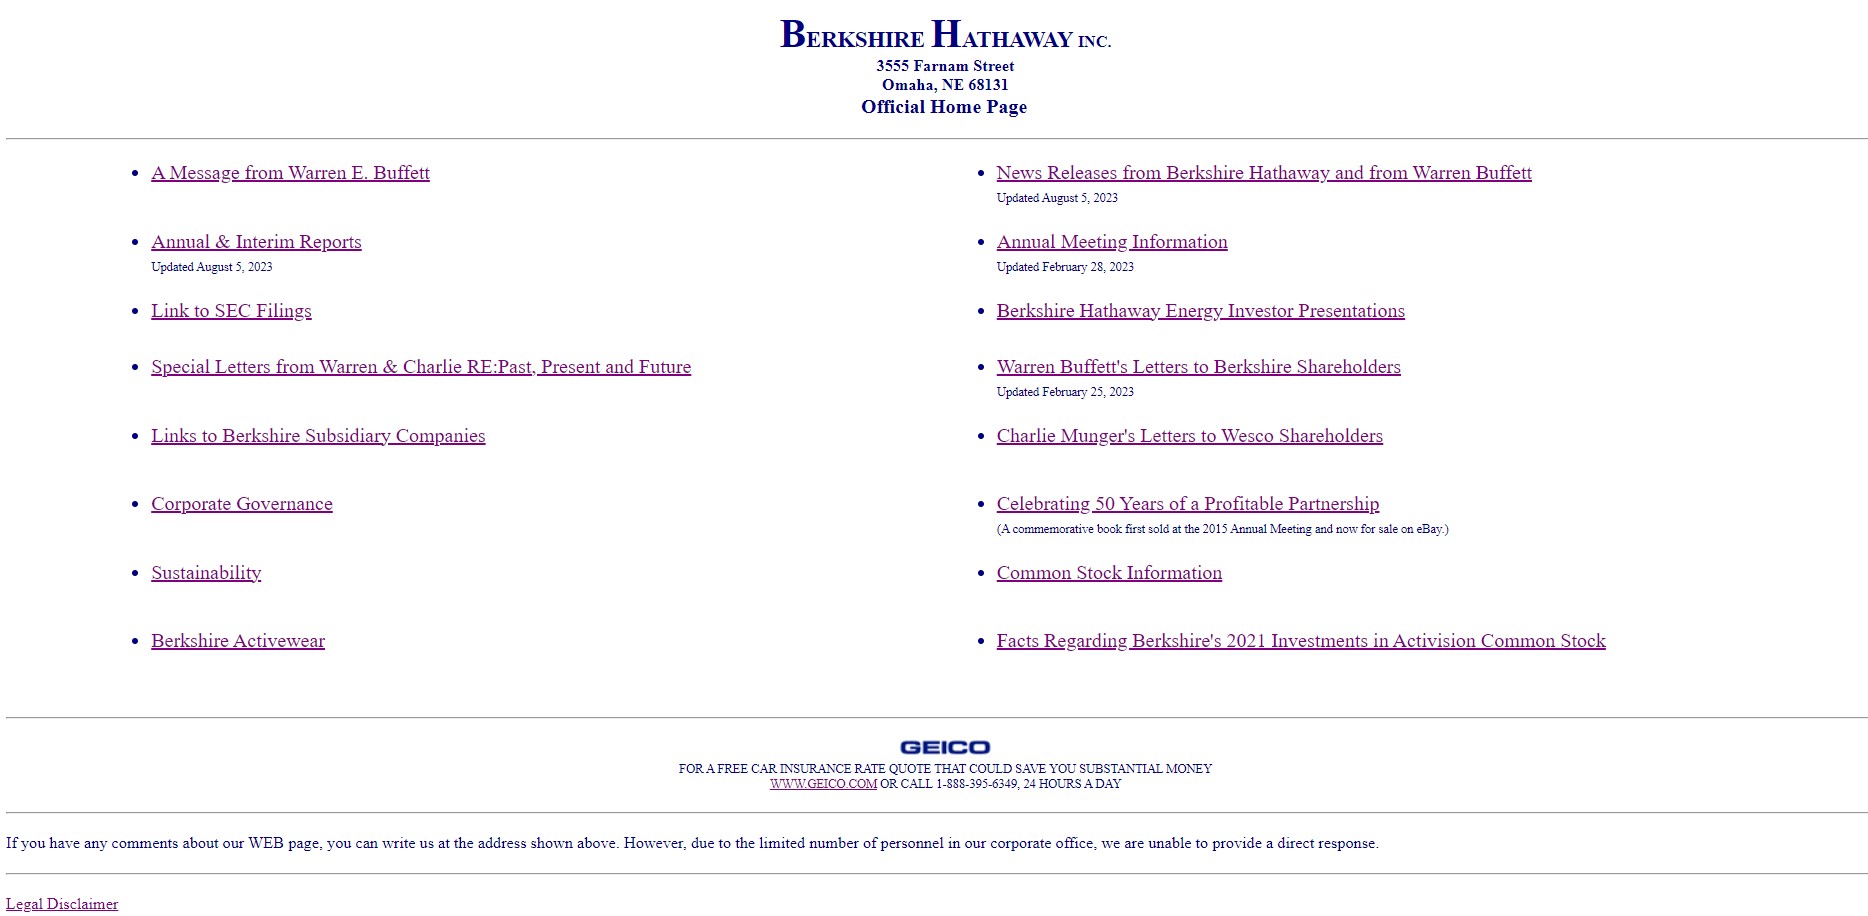 BERKSHIRE HATHAWAY INC.
3555 Farnam Street
Omaha, NE 68131
Official Home Page
A Message from Warren E. Buffett
News Releases from Berkshire Hathaway and from Warren Buffett
Updated August 5, 2023
Annual & Interim Reports
Updated August 5, 2023
Annual Meeting Information
Updated February 28, 2023
Link to SEC Filings
Berkshire Hathaway Energy Investor Presentations
Special Letters from Warren & Charlie RE:Past, Present and Future
Warren Buffett's Letters to Berkshire Shareholders
Updated February 25, 2023
Links to Berkshire Subsidiary Companies
Charlie Munger's Letters to Wesco Shareholders
Corporate Governance
Celebrating 50 Years of a Profitable Partnership
(A commemorative book first sold at the 2015 Annual Meeting and now for sale on eBay.)
Sustainability
Common Stock Information
Berkshire Activewear
Facts Regarding Berkshire's 2021 Investments in Activision Common Stock
GEICO
FOR A FREE CAR INSURANCE RATE QUOTE THAT COULD SAVE YOU SUBSTANTIAL MONEY
WWW.GEICO.COM OR CALL 1-888-395-6349, 24 HOURS A DAY
If you have any comments about our WEB page, you can write us at the address shown above. However, due to the limited number of personnel in our corporate office, we are unable to provide a direct response.
Legal Disclaimer